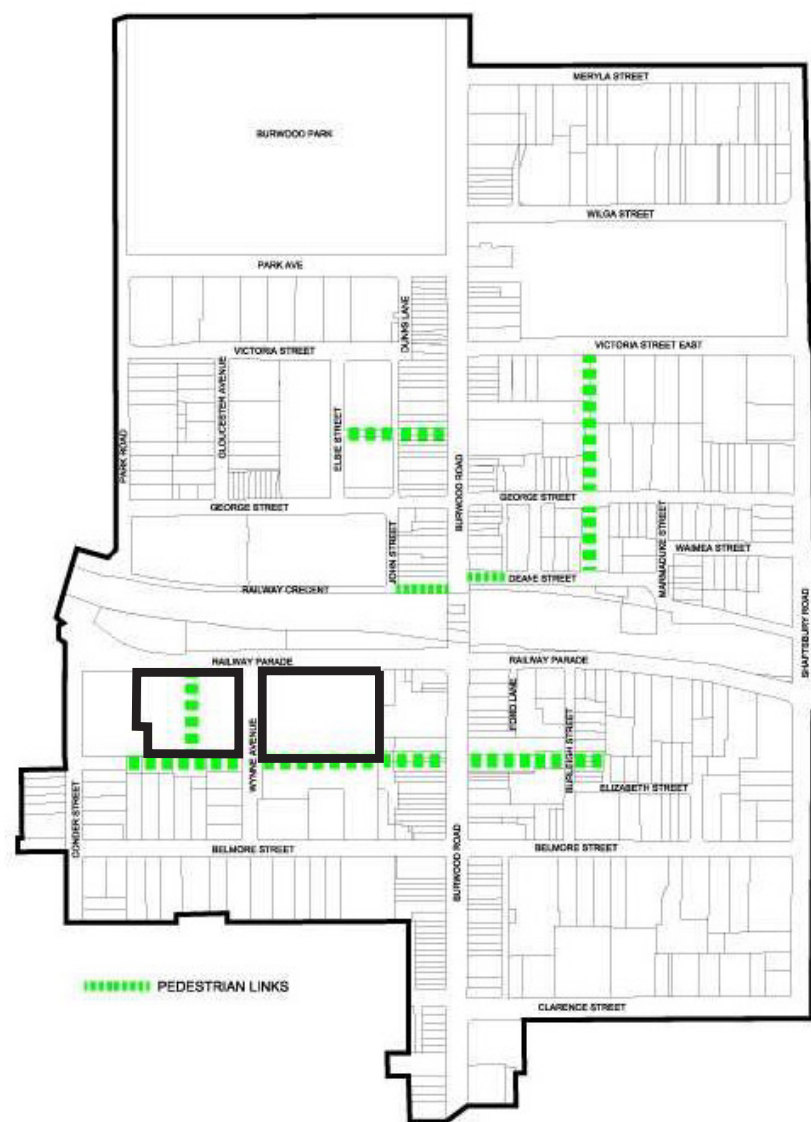 MERYLA STREET
BURWOOD PARK
WILGA STREET
PARK AVE
DUNNS LANE
VICTORIA STREET
VICTORIA STREET EAST
GLOUCESTER AVENUE
ELSIE STREET
PARK ROAD
BURWOOD ROAD
GEORGE STREET
GEORGE STREET
MARMADUKE STREET
JOHN STREET
WAIMEA STREET
RAILWAY CRECENT
DEANE STREET
SHAFTSBURY ROAD
RAILWAY PARADE
RAILWAY PARADE
FORD LANE
WYNNE AVENUE
BURLEIGH STREET
ELIZABETH STREET
CONDER STREET
BELMORE STREET
BELMORE STREET
BURWOOD ROAD
PEDESTRIAN LINKS
CLARENCE STREET